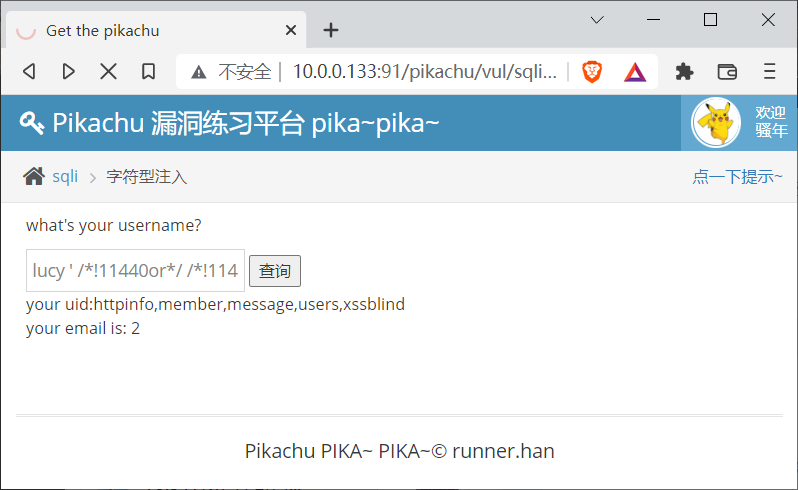 Get the pikachu
不安全 10.0.0.133:91/pikachu/vul/sqli...
Pikachu 漏洞练习平台 pika~pika~
欢迎
骚年
sqli
字符型注入
点一下提示~
what's your username?
lucy ' /*!11440or*/ /*!114
查询
your uid:httpinfo,member,message,users,xssblind
your email is: 2
Pikachu PIKA~ PIKA~© runner.han